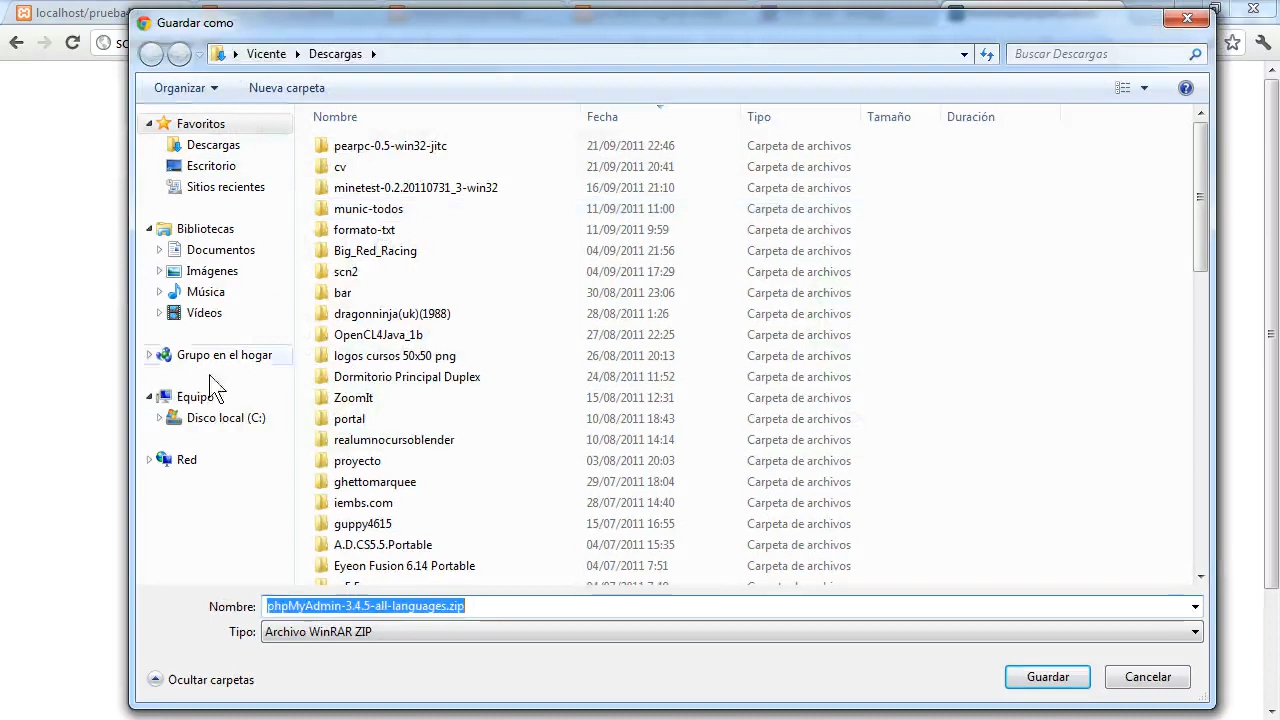 localhost/prueba
Guardar como
Vicente
Descargas
Buscar Descargas
Organizar
Nueva carpeta
Nombre
Fecha
Tipo
Tamaño
Duración
Favoritos
Descargas
Escritorio
Sitios recientes
Bibliotecas
Documentos
Imágenes
Música
Vídeos
Grupo en el hogar
Equipo
Disco local (C:)
Red
pearpc-0.5-win32-jitc 21/09/2011 22:46 Carpeta de archivos
cv 21/09/2011 20:41 Carpeta de archivos
minetest-0.2.20110731_3-win32 16/09/2011 21:10 Carpeta de archivos
munic-todos 11/09/2011 11:00 Carpeta de archivos
formato-txt 11/09/2011 9:59 Carpeta de archivos
Big_Red_Racing 04/09/2011 21:56 Carpeta de archivos
scn2 04/09/2011 17:29 Carpeta de archivos
bar 30/08/2011 23:06 Carpeta de archivos
dragonninja(uk)(1988) 28/08/2011 1:26 Carpeta de archivos
OpenCL4Java_1b 27/08/2011 22:25 Carpeta de archivos
logos cursos 50x50 png 26/08/2011 20:13 Carpeta de archivos
Dormitorio Principal Duplex 24/08/2011 11:52 Carpeta de archivos
ZoomIt 15/08/2011 12:31 Carpeta de archivos
portal 10/08/2011 18:43 Carpeta de archivos
realumnocursoblender 10/08/2011 14:14 Carpeta de archivos
proyecto 03/08/2011 20:03 Carpeta de archivos
ghettomarquee 29/07/2011 18:04 Carpeta de archivos
iembs.com 28/07/2011 14:40 Carpeta de archivos
guppy4615 15/07/2011 16:55 Carpeta de archivos
A.D.CS5.5.Portable 04/07/2011 15:35 Carpeta de archivos
Eyeon Fusion 6.14 Portable 04/07/2011 7:51 Carpeta de archivos
Nombre: phpMyAdmin-3.4.5-all-languages.zip
Tipo: Archivo WinRAR ZIP
Ocultar carpetas
Guardar
Cancelar